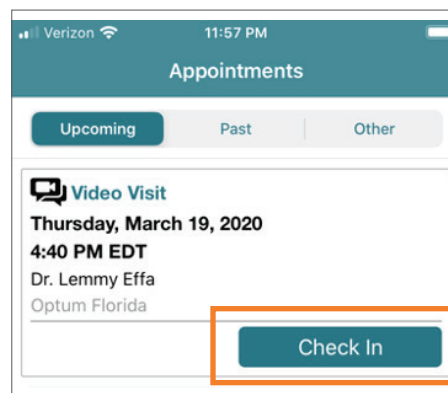 Verizon 11:57 PM
Appointments
Upcoming Past Other
Video Visit
Thursday, March 19, 2020
4:40 PM EDT
Dr. Lemmy Effa
Optum Florida
Check In